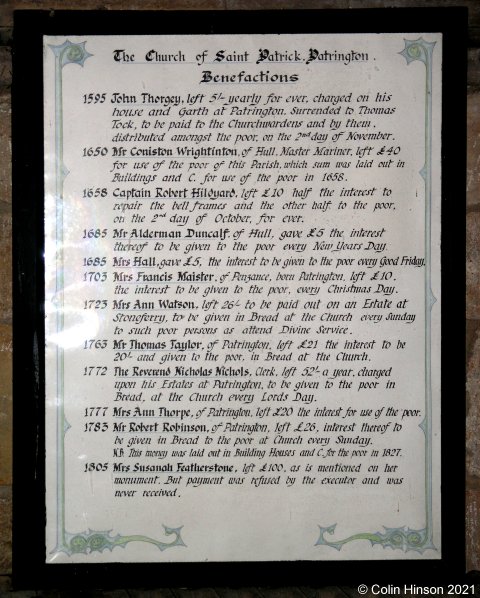 The Church of Saint Patrick, Patrington.
Benefactions
1595 John Thorgey, left 5/- yearly for ever, charged on his
house and Garth at Patrington. Surrended to Thomas
Tock, to be paid to the Churchwardens and by them,
distributed amongst the poor, on the 2nd day of November.
1650 Mr Coniston Wrightinton, of Hull, Master Mariner, left £40
for use of the poor of this Parish, which sum was laid out in
Buildings and C. for use of the poor in 1658.
1658 Captain Robert Hildyard, left £10 half the interest to
repair the bell frames and the other half to the poor,
on the 2nd day of October, for ever.
1685 Mr Alderman Duncalf, of Hull, gave £5 the interest
thereof to be given to the poor every New Years Day.
1685 Mrs Hall, gave £5, the interest to be given to the poor every Good Friday.
1703 Mrs Francis Maister, of Penzance, born Patrington, left £10,
the interest to be given to the poor, every Christmas Day.
1723 Mrs Ann Watson, left 26/- to be paid out on an Estate at
Stoneferry, to be given in Bread at the Church every Sunday
to such poor persons as attend Divine Service.
1763 Mr Thomas Taylor, of Patrington, left £21 the interest to be
20/- and given to the poor, in Bread at the Church.
1772 The Reverend Nicholas Nichols, Clerk, left 52/- a year, charged
upon his Estates at Patrington, to be given to the poor in
Bread, at the Church every Lords Day.
1777 Mrs Ann Thorpe, of Patrington, left £20 the interest for use of the poor.
1783 Mr Robert Robinson, of Patrington, left £26, interest thereof to
be given in Bread to the poor at Church every Sunday.
N.B. This money was laid out in Building Houses and C. for the poor in 1827.
1805 Mrs Susanah Featherstone, left £100, as is mentioned on her
monument. But payment was refused by the executor and was
never received.
© Colin Hinson 2021